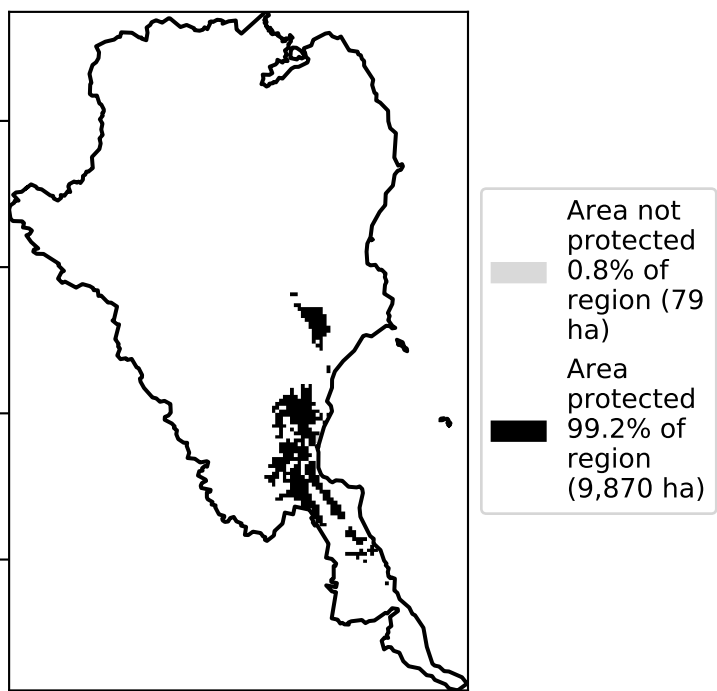 Area not
protected
0.8% of
region (79
ha)
Area
protected
99.2% of
region
(9,870 ha)